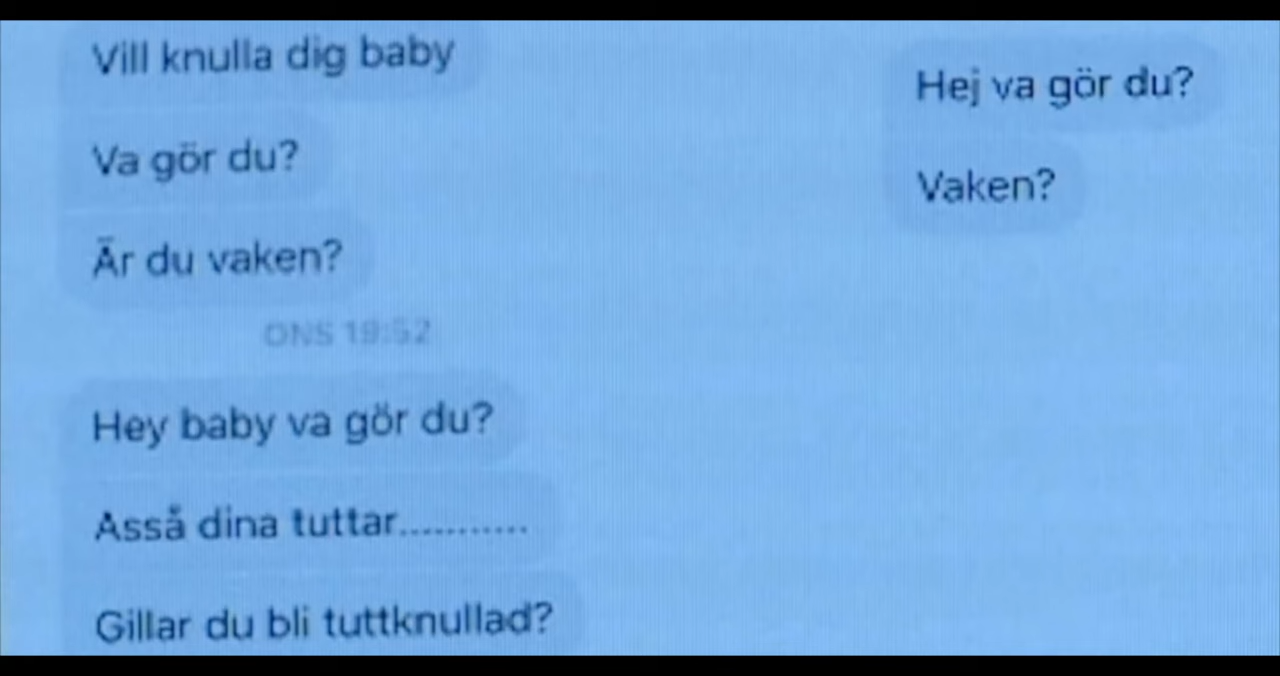 Vill knulla dig baby
Va gör du?
Är du vaken?
ONS 19:52
Hey baby va gör du?
Asså dina tuttar...........
Gillar du bli tuttknullad?
Hej va gör du?
Vaken?